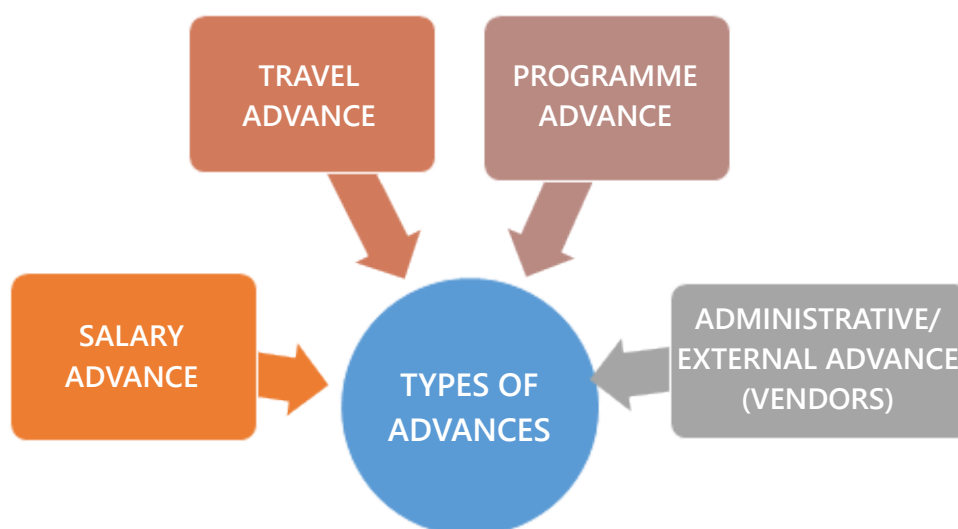 TRAVEL
ADVANCE
PROGRAMME
ADVANCE
SALARY
ADVANCE
ADMINISTRATIVE/
EXTERNAL ADVANCE
(VENDORS)
TYPES OF
ADVANCES